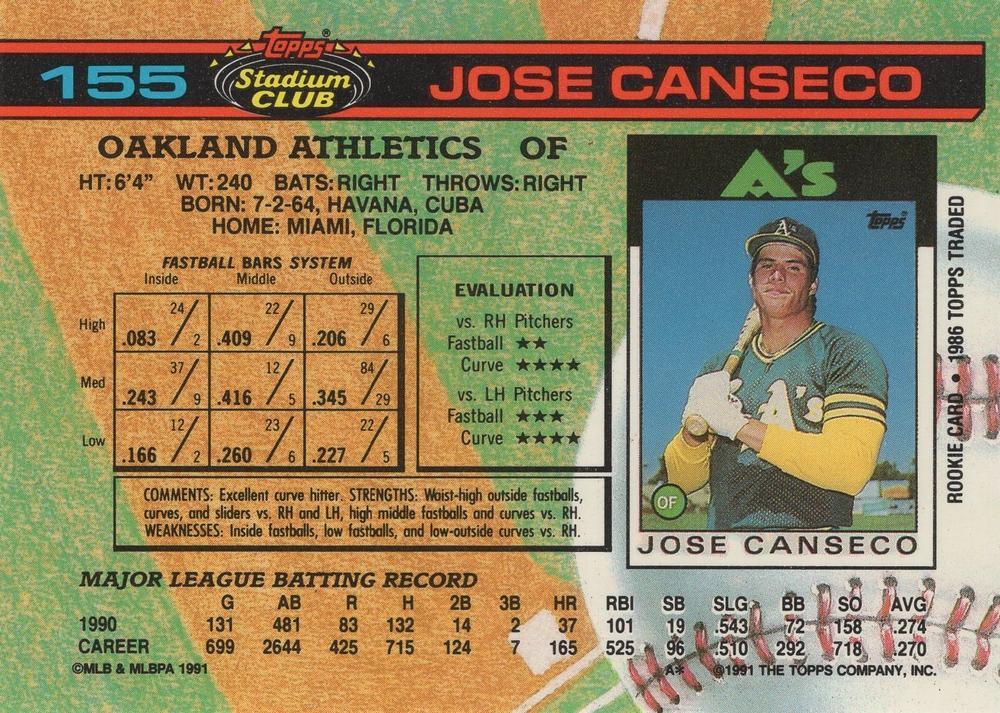 155 Topps® Stadium CLUB JOSE CANSECO
OAKLAND ATHLETICS OF
HT: 6'4" WT: 240 BATS: RIGHT THROWS: RIGHT
BORN: 7-2-64, HAVANA, CUBA
HOME: MIAMI, FLORIDA
FASTBALL BARS SYSTEM
Inside Middle Outside
High .083 24/2 .409 22/9 .206 29/6
Med .243 37/9 .416 12/5 .345 84/29
Low .166 12/2 .260 23/6 .227 22/5
EVALUATION
vs. RH Pitchers
Fastball ★★
Curve ★★★★
vs. LH Pitchers
Fastball ★★★
Curve ★★★★
COMMENTS: Excellent curve hitter. STRENGTHS: Waist-high outside fastballs,
curves, and sliders vs. RH and LH, high middle fastballs and curves vs. RH.
WEAKNESSES: Inside fastballs, low fastballs, and low-outside curves vs. RH.
A's
Topps®
A's
A's
OF
JOSE CANSECO
ROOKIE CARD • 1986 TOPPS TRADED
MAJOR LEAGUE BATTING RECORD
G AB R H 2B 3B HR RBI SB SLG BB SO AVG
1990 131 481 83 132 14 2 37 101 19 .543 72 158 .274
CAREER 699 2644 425 715 124 7 165 525 96 .510 292 718 .270
©MLB & MLBPA 1991 A* ©1991 THE TOPPS COMPANY, INC.